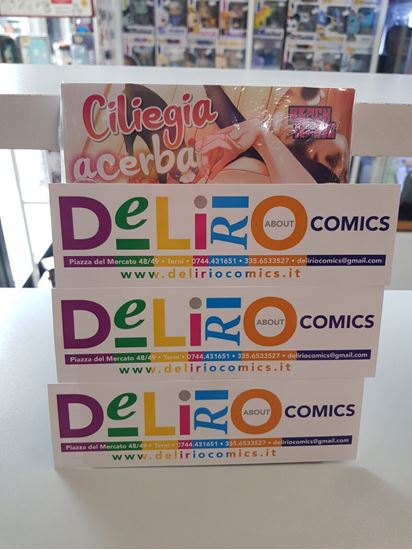 Ciliegia
acerba
DeLiRiO ABOUT COMICS
Piazza del Mercato 48/49 • Terni • 0744.431651 • 335.6533527 • deliriocomics@gmail.com
www.deliriocomics.it
DeLiRiO ABOUT COMICS
Piazza del Mercato 48/49 • Terni • 0744.431651 • 335.6533527 • deliriocomics@gmail.com
www.deliriocomics.it
DeLiRiO ABOUT COMICS
Piazza del Mercato 48/49 • Terni • 0744.431651 • 335.6533527 • deliriocomics@gmail.com
www.deliriocomics.it